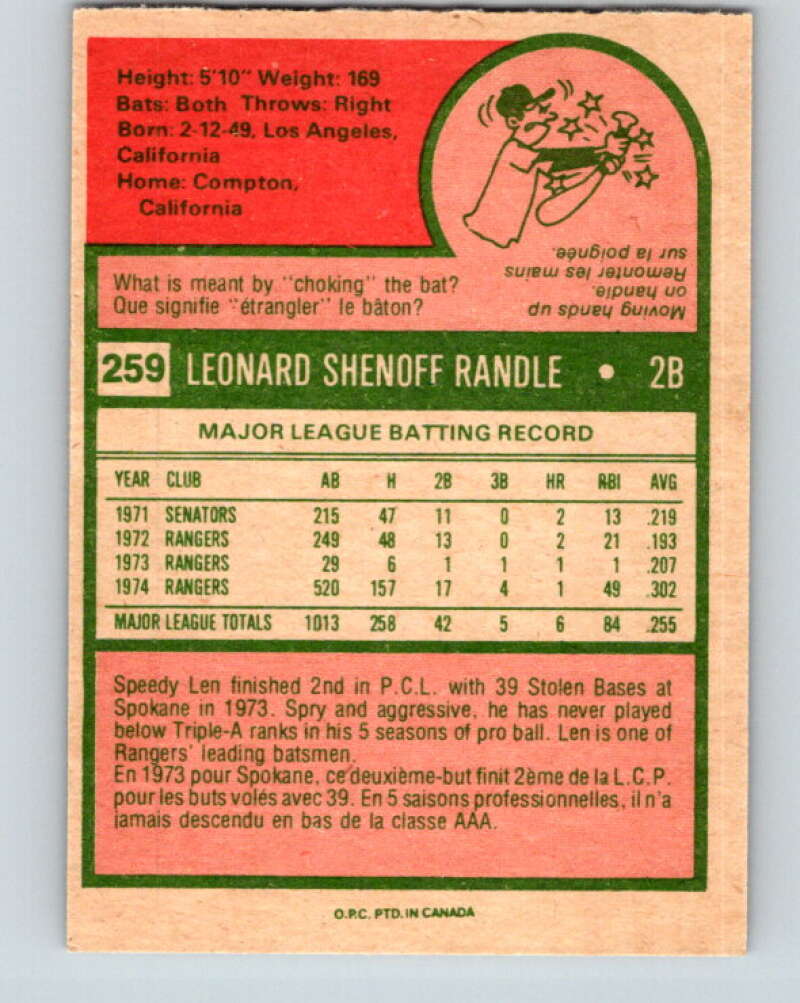 Height: 5'10" Weight: 169
Bats: Both Throws: Right
Born: 2-12-49, Los Angeles,
California
Home: Compton,
California
What is meant by "choking" the bat?
Que signifie "étrangler" le bâton?
Moving hands up
on handle.
Remonter les mains
sur la poignée.
259 LEONARD SHENOFF RANDLE • 2B
MAJOR LEAGUE BATTING RECORD
YEAR CLUB AB H 2B 3B HR RBI AVG
1971 SENATORS 215 47 11 0 2 13 .219
1972 RANGERS 249 48 13 0 2 21 .193
1973 RANGERS 29 6 1 1 1 1 .207
1974 RANGERS 520 157 17 4 1 49 .302
MAJOR LEAGUE TOTALS 1013 258 42 5 6 84 .255
Speedy Len finished 2nd in P.C.L. with 39 Stolen Bases at
Spokane in 1973. Spry and aggressive, he has never played
below Triple-A ranks in his 5 seasons of pro ball. Len is one of
Rangers' leading batsmen.
En 1973 pour Spokane, ce deuxième-but finit 2ème de la L.C.P.
pour les buts volés avec 39. En 5 saisons professionnelles, il n'a
jamais descendu en bas de la classe AAA.
O.P.C. PTD. IN CANADA